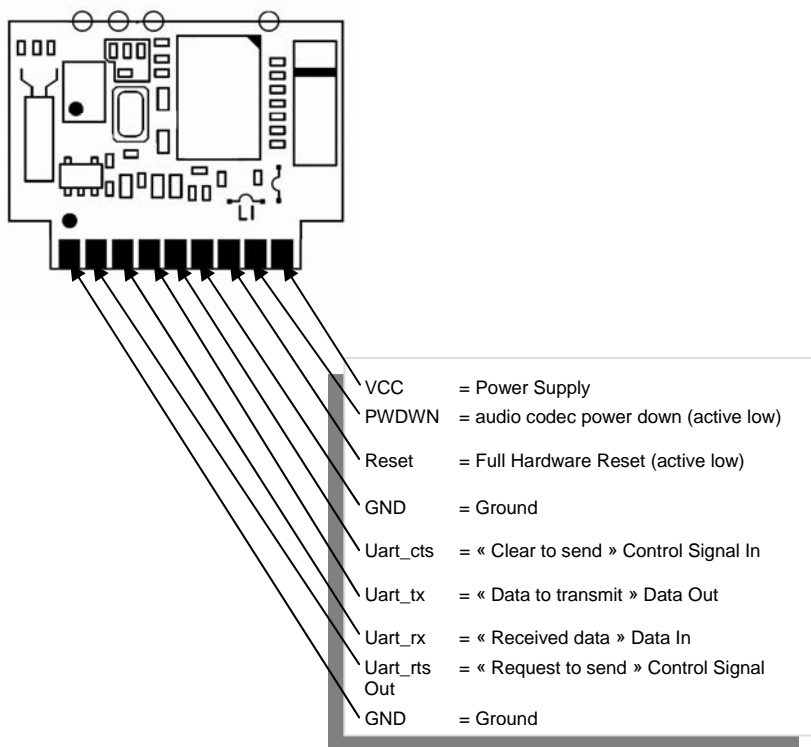 LI
VCC = Power Supply
PWDWN = audio codec power down (active low)
Reset = Full Hardware Reset (active low)
GND = Ground
Uart_cts = « Clear to send » Control Signal In
Uart_tx = « Data to transmit » Data Out
Uart_rx = « Received data » Data In
Uart_rts = « Request to send » Control Signal
Out
GND = Ground